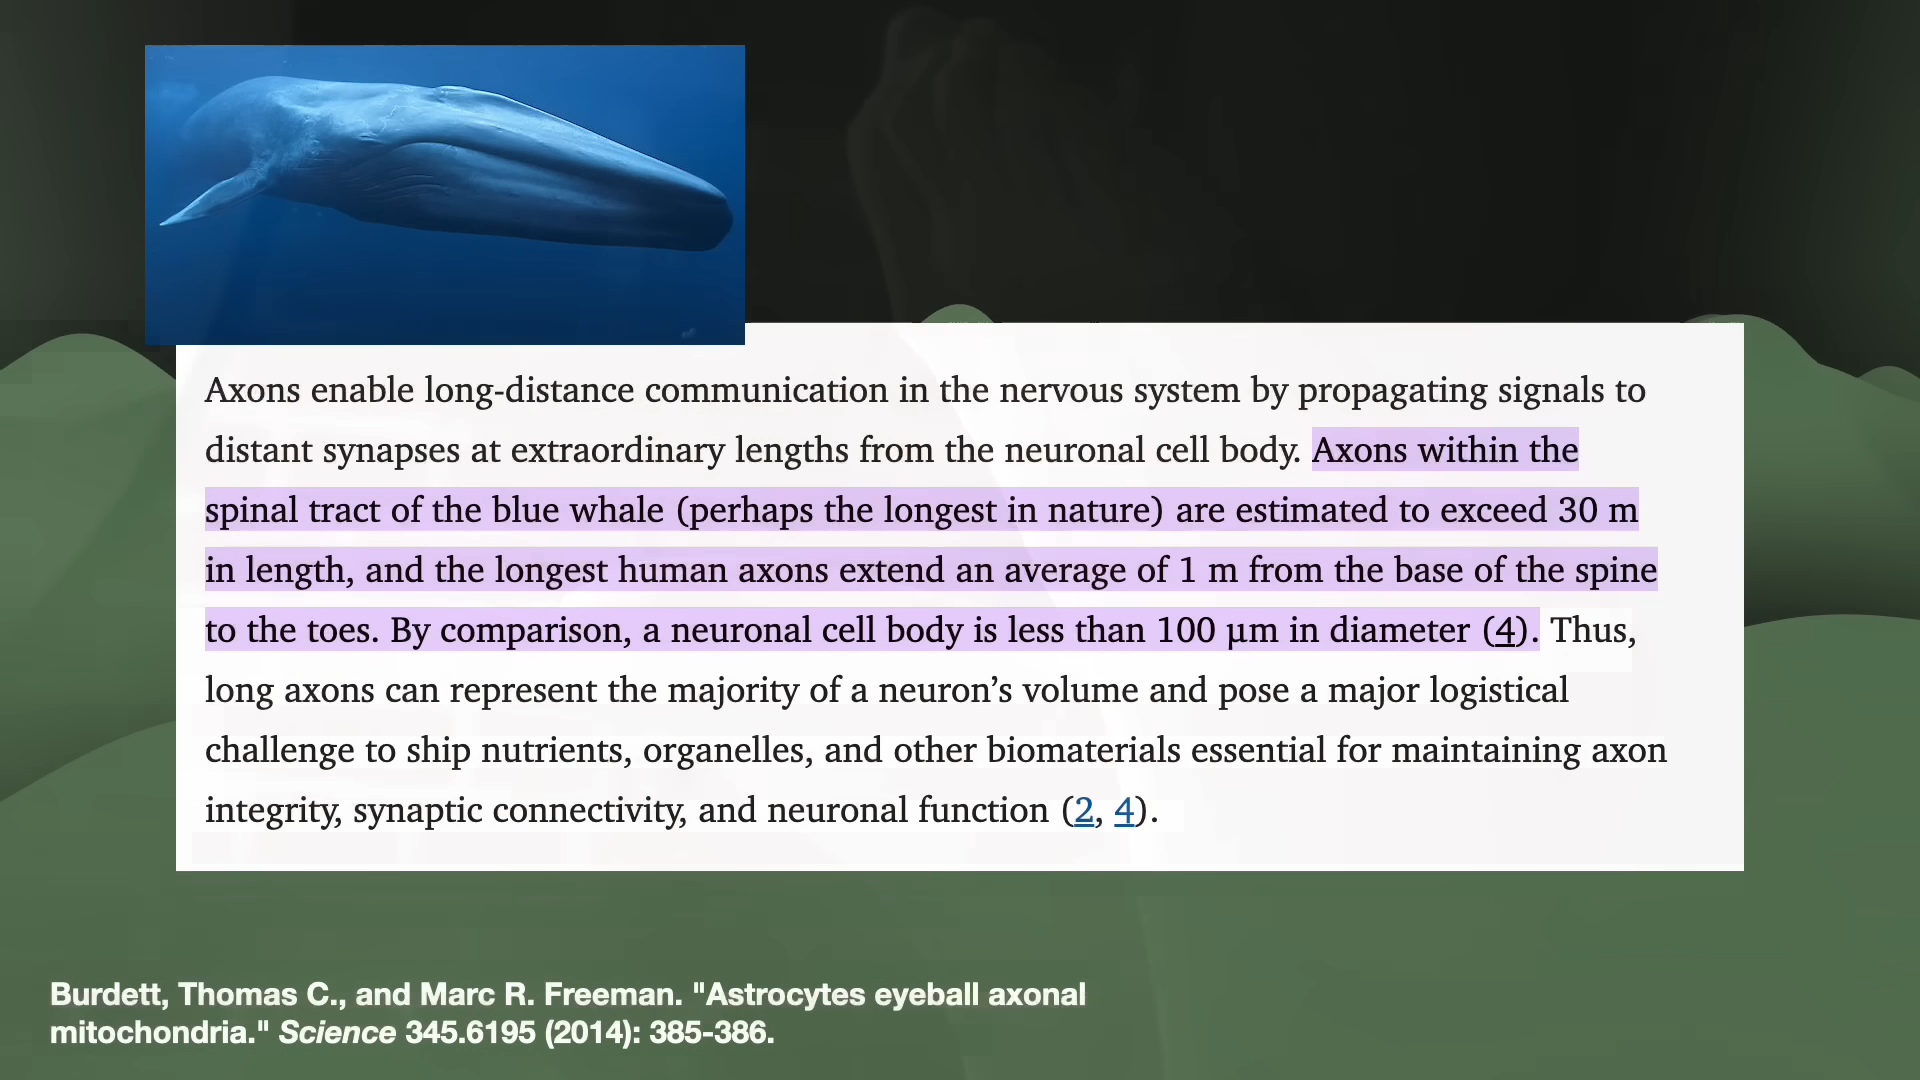 Axons enable long-distance communication in the nervous system by propagating signals to
distant synapses at extraordinary lengths from the neuronal cell body. Axons within the
spinal tract of the blue whale (perhaps the longest in nature) are estimated to exceed 30 m
in length, and the longest human axons extend an average of 1 m from the base of the spine
to the toes. By comparison, a neuronal cell body is less than 100 μm in diameter (4). Thus,
long axons can represent the majority of a neuron’s volume and pose a major logistical
challenge to ship nutrients, organelles, and other biomaterials essential for maintaining axon
integrity, synaptic connectivity, and neuronal function (2, 4).
Burdett, Thomas C., and Marc R. Freeman. "Astrocytes eyeball axonal
mitochondria." Science 345.6195 (2014): 385-386.